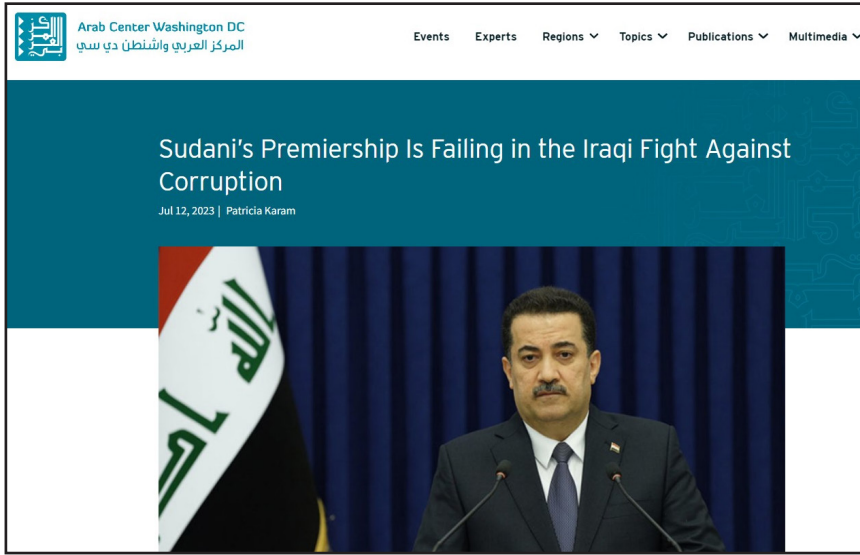 Arab Center Washington DC
المركز العربي واشنطن دي سي
Events Experts Regions Topics Publications Multimedia
Sudani’s Premiership Is Failing in the Iraqi Fight Against
Corruption
Jul 12, 2023 | Patricia Karam
الله